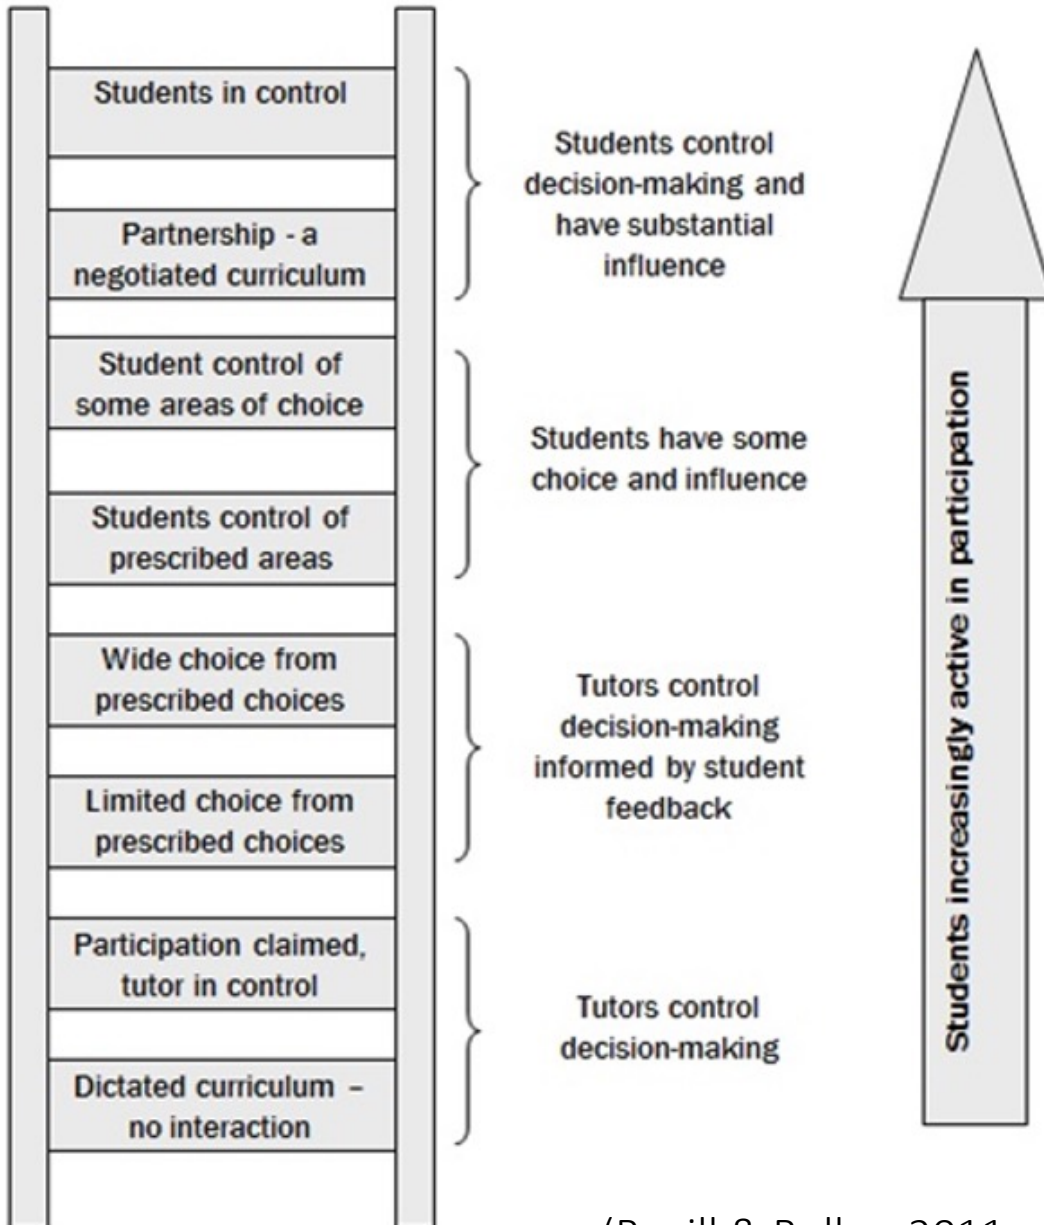 Students in control
Partnership - a
negotiated curriculum
Students control
decision-making and
have substantial
influence
Student control of
some areas of choice
Students control of
prescribed areas
Students have some
choice and influence
Wide choice from
prescribed choices
Limited choice from
prescribed choices
Tutors control
decision-making
informed by student
feedback
Participation claimed,
tutor in control
Dictated curriculum –
no interaction
Tutors control
decision-making
Students increasingly active in participation